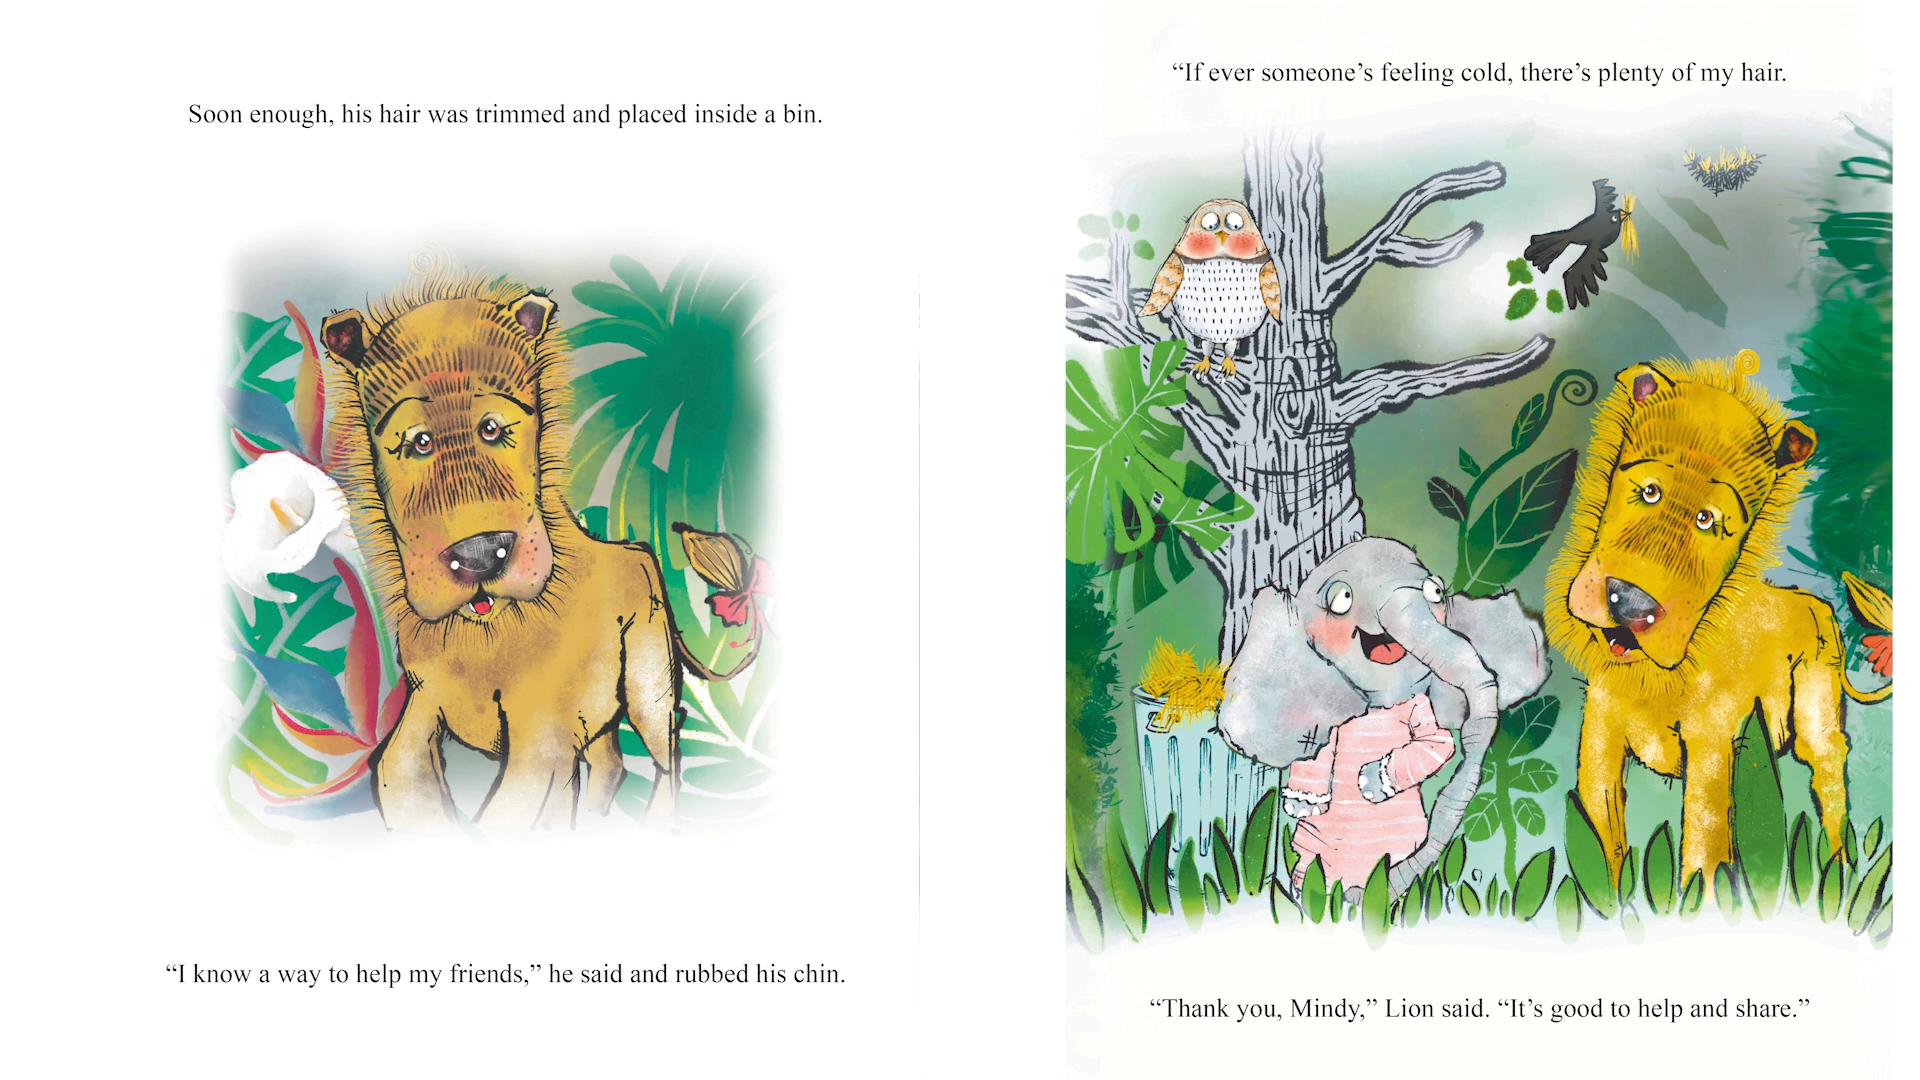 Soon enough, his hair was trimmed and placed inside a bin.
“I know a way to help my friends,” he said and rubbed his chin.
“If ever someone’s feeling cold, there’s plenty of my hair.
“Thank you, Mindy,” Lion said. “It’s good to help and share.”